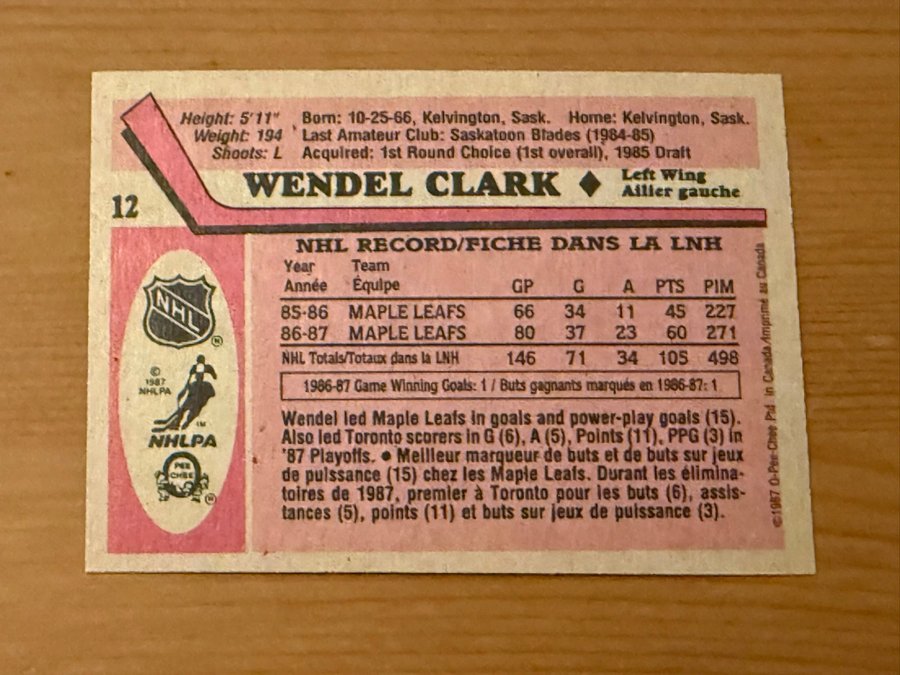 Height: 5'11" Born: 10-25-66, Kelvington, Sask. Home: Kelvington, Sask.
Weight: 194 Last Amateur Club: Saskatoon Blades (1984-85)
Shoots: L Acquired: 1st Round Choice (1st overall), 1985 Draft
12
WENDEL CLARK ♦ Left Wing
Ailier gauche
NHL RECORD/FICHE DANS LA LNH
Year Team
Année Équipe GP G A PTS PIM
85-86 MAPLE LEAFS 66 34 11 45 227
86-87 MAPLE LEAFS 80 37 23 60 271
NHL Totals/Totaux dans la LNH 146 71 34 105 498
1986-87 Game Winning Goals: 1 / Buts gagnants marqués en 1986-87: 1
Wendel led Maple Leafs in goals and power-play goals (15).
Also led Toronto scorers in G (6), A (5), Points (11), PPG (3) in
'87 Playoffs. ● Meilleur marqueur de buts et de buts sur jeux
de puissance (15) chez les Maple Leafs. Durant les élimina-
toires de 1987, premier à Toronto pour les buts (6), assis-
tances (5), points (11) et buts sur jeux de puissance (3).
NHL
©
1987
NHLPA
NHLPA
O
PEE
CHEE
© 1987 O-Pee-Chee Ptd. in Canada/Imprimé au Canada